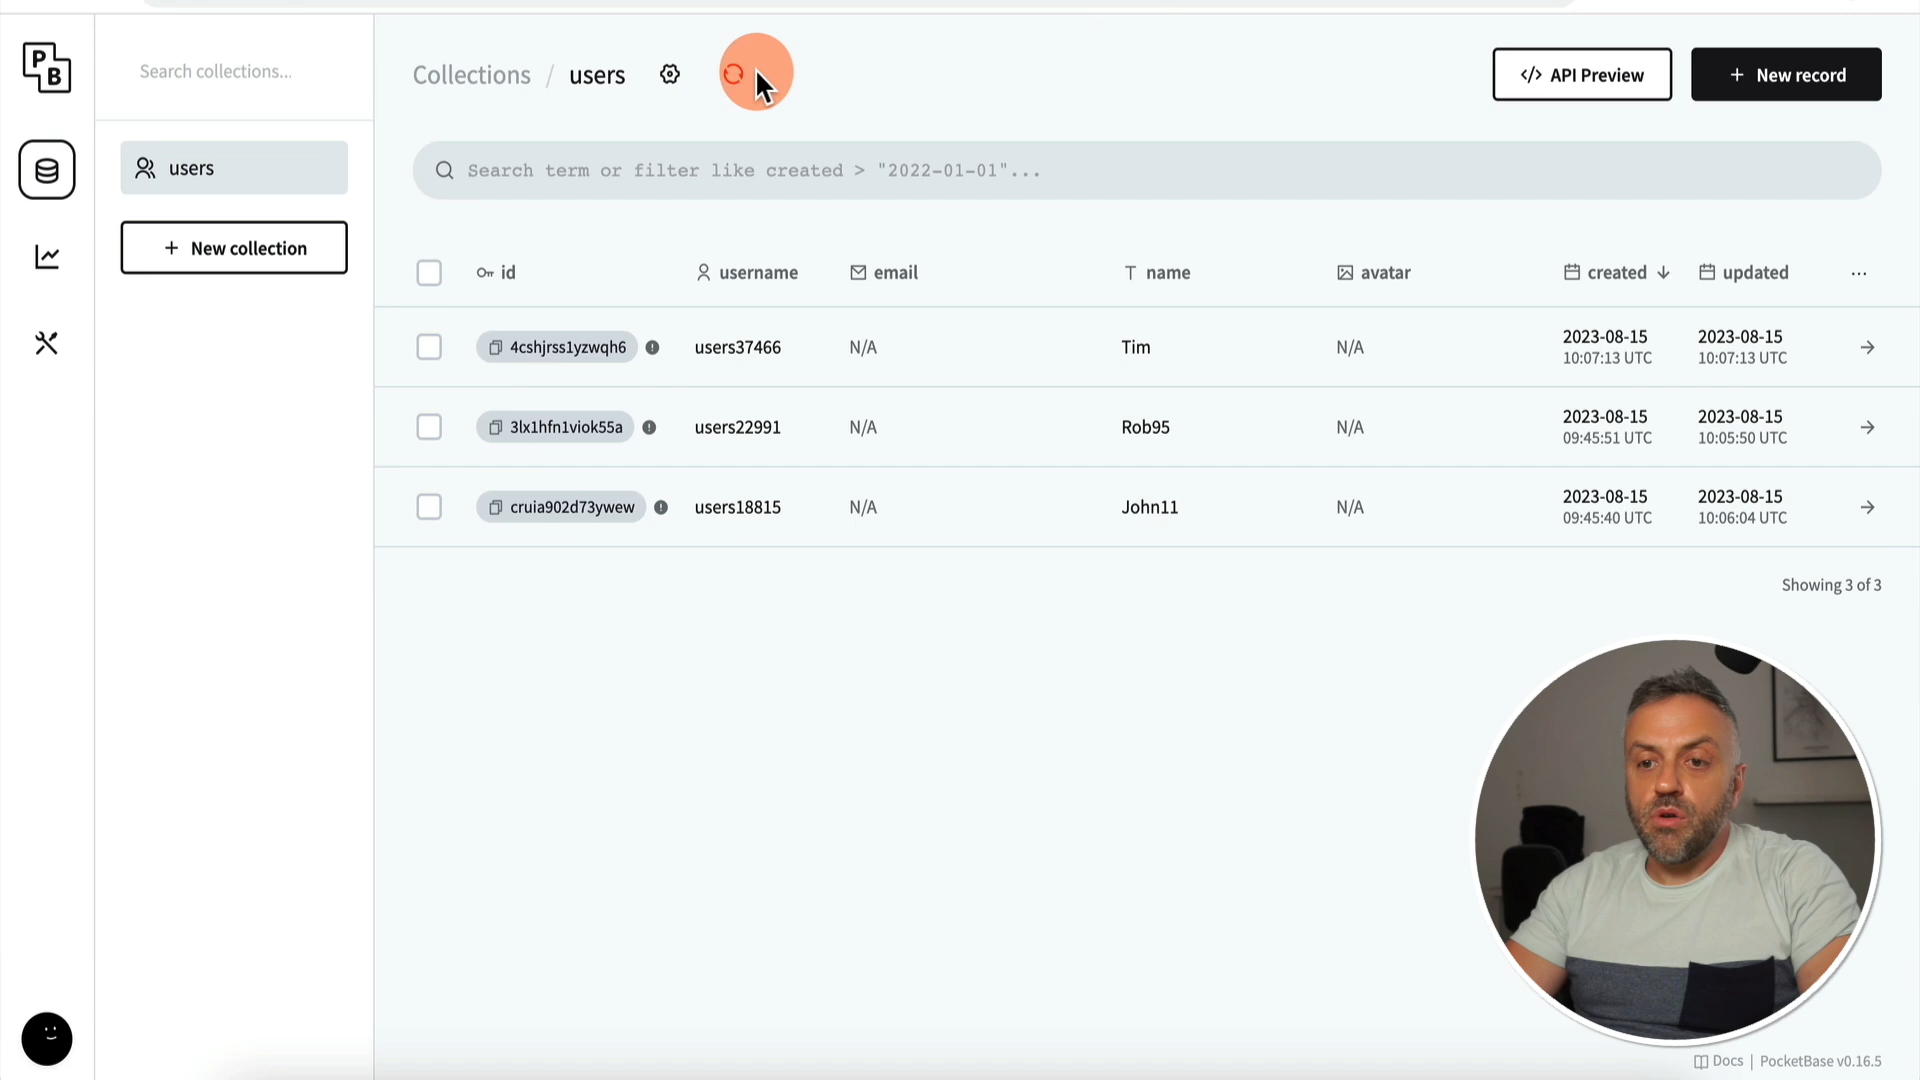 P
B
Search collections...
Collections / users
</> API Preview
+ New record
users
Search term or filter like created > "2022-01-01"...
+ New collection
id username email name avatar created updated ...
4cshjrss1yzwqh6 users37466 N/A Tim N/A 2023-08-15 2023-08-15
10:07:13 UTC 10:07:13 UTC
3lx1hfn1viok55a users22991 N/A Rob95 N/A 2023-08-15 2023-08-15
09:45:51 UTC 10:05:50 UTC
cruia902d73ywew users18815 N/A John11 N/A 2023-08-15 2023-08-15
09:45:40 UTC 10:06:04 UTC
Showing 3 of 3
Docs | PocketBase v0.16.5